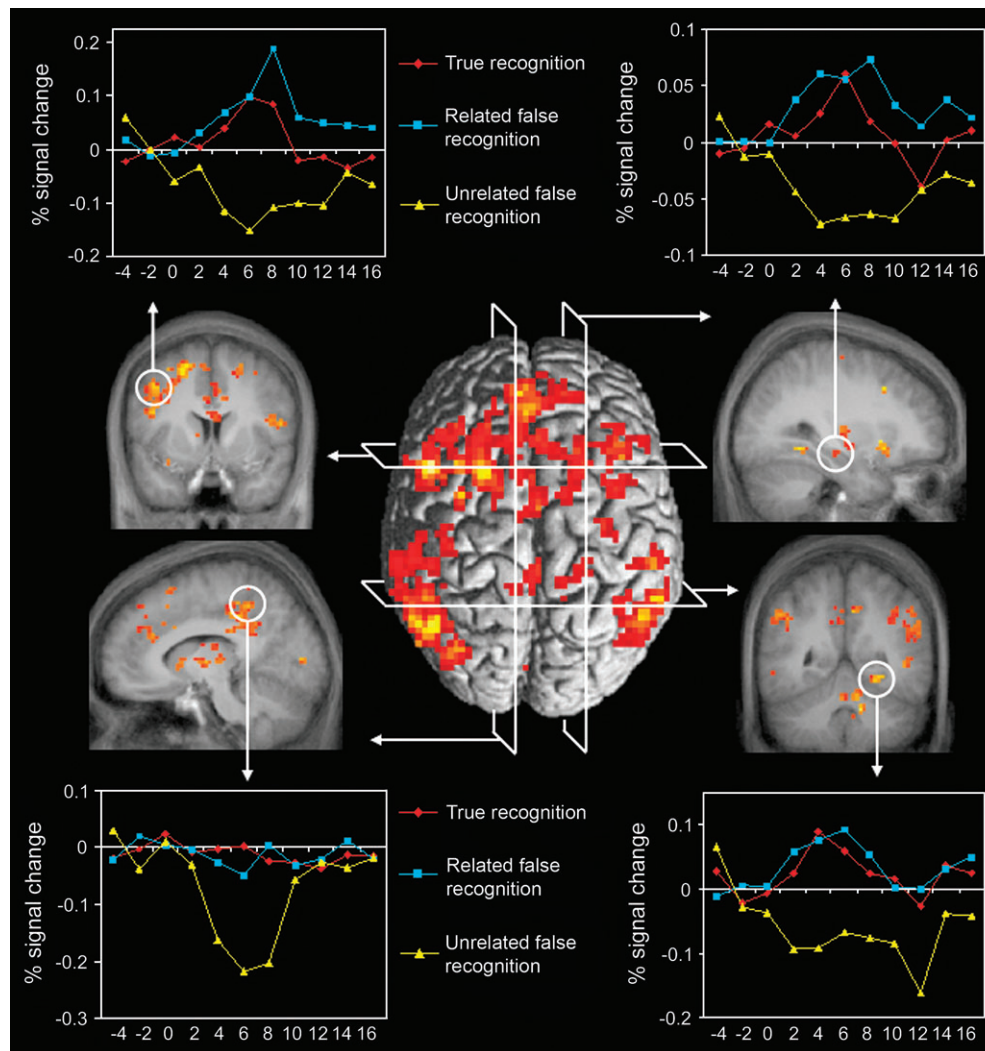 % signal change
0.2
0.1
0
-0.1
-0.2
-4 -2 0 2 4 6 8 10 12 14 16
True recognition
Related false
recognition
Unrelated false
recognition
% signal change
0.1
0.05
0
-0.05
-0.1
-4 -2 0 2 4 6 8 10 12 14 16
% signal change
0.1
0
-0.1
-0.2
-0.3
-4 -2 0 2 4 6 8 10 12 14 16
True recognition
Related false
recognition
Unrelated false
recognition
% signal change
0.1
0
-0.1
-0.2
-4 -2 0 2 4 6 8 10 12 14 16